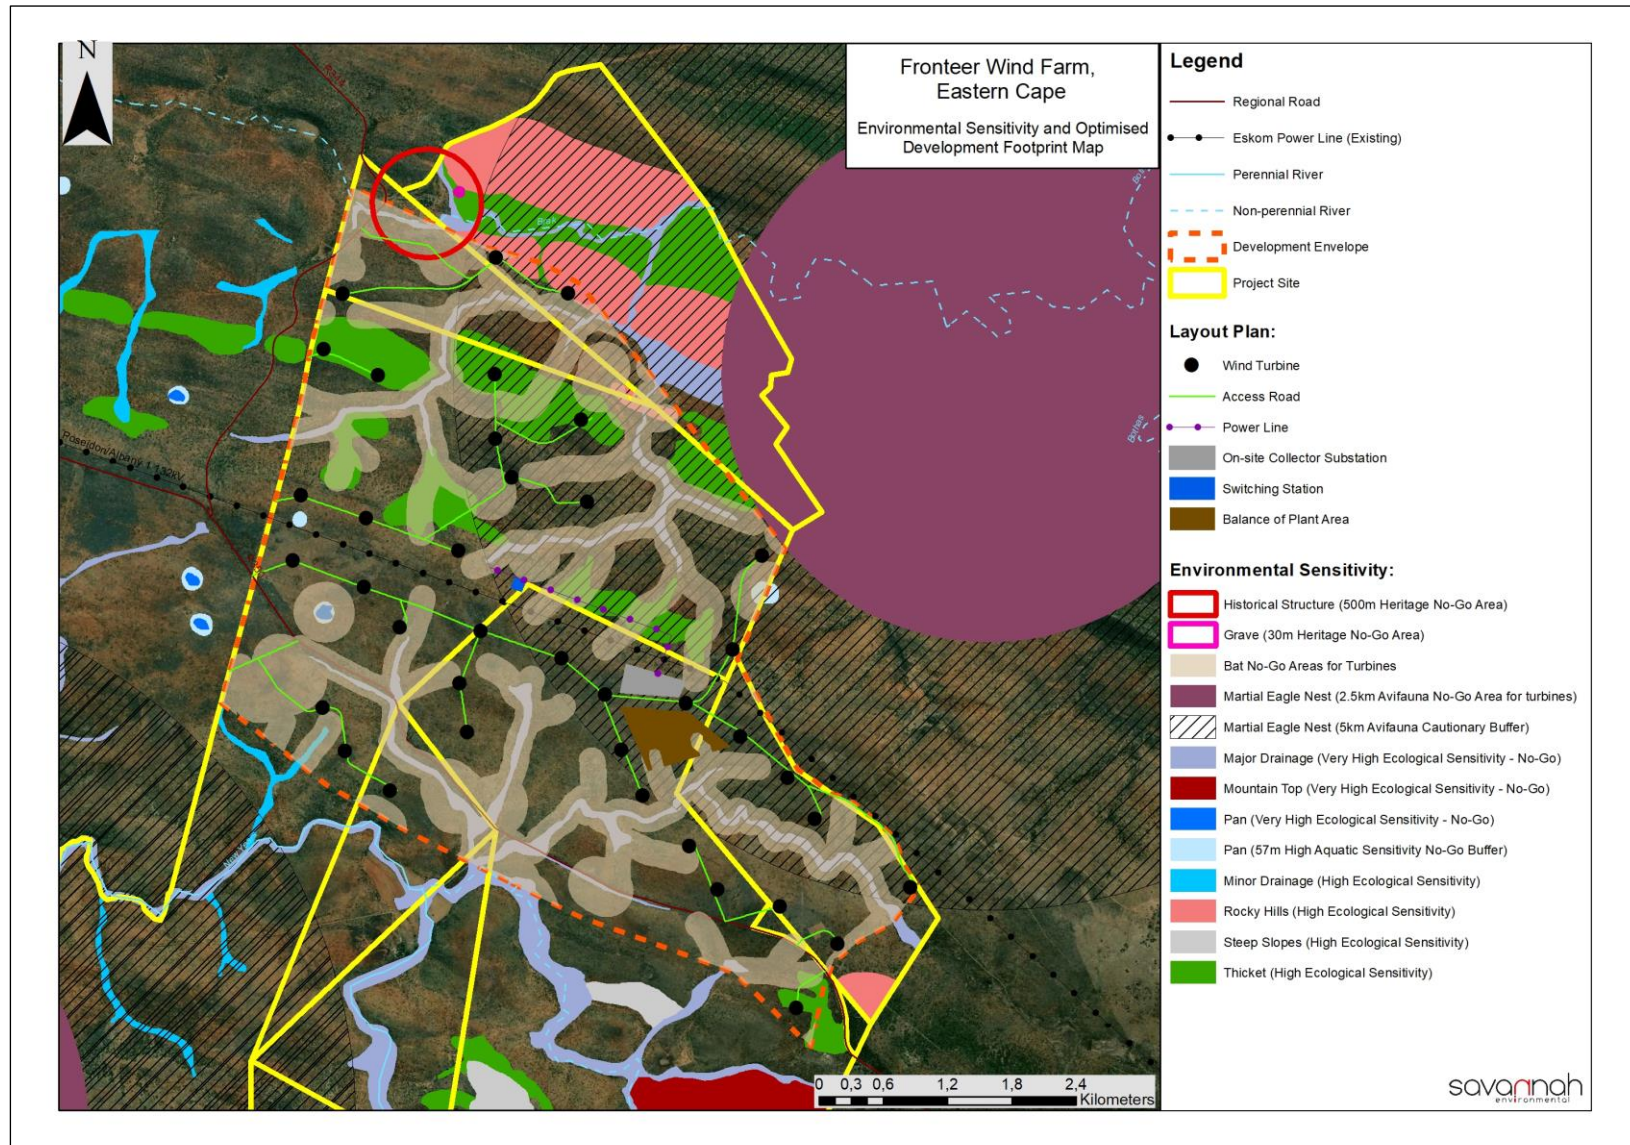 N
Fronteer Wind Farm,
Eastern Cape
Environmental Sensitivity and Optimised
Development Footprint Map
R344
Brak
Bothas
Poseidon/Albany 1 132kV
0 0,3 0,6 1,2 1,8 2,4
Kilometers
Legend
Regional Road
Eskom Power Line (Existing)
Perennial River
Non-perennial River
Development Envelope
Project Site
Layout Plan:
Wind Turbine
Access Road
Power Line
On-site Collector Substation
Switching Station
Balance of Plant Area
Environmental Sensitivity:
Historical Structure (500m Heritage No-Go Area)
Grave (30m Heritage No-Go Area)
Bat No-Go Areas for Turbines
Martial Eagle Nest (2.5km Avifauna No-Go Area for turbines)
Martial Eagle Nest (5km Avifauna Cautionary Buffer)
Major Drainage (Very High Ecological Sensitivity - No-Go)
Mountain Top (Very High Ecological Sensitivity - No-Go)
Pan (Very High Ecological Sensitivity - No-Go)
Pan (57m High Aquatic Sensitivity No-Go Buffer)
Minor Drainage (High Ecological Sensitivity)
Rocky Hills (High Ecological Sensitivity)
Steep Slopes (High Ecological Sensitivity)
Thicket (High Ecological Sensitivity)
savannah
environmental